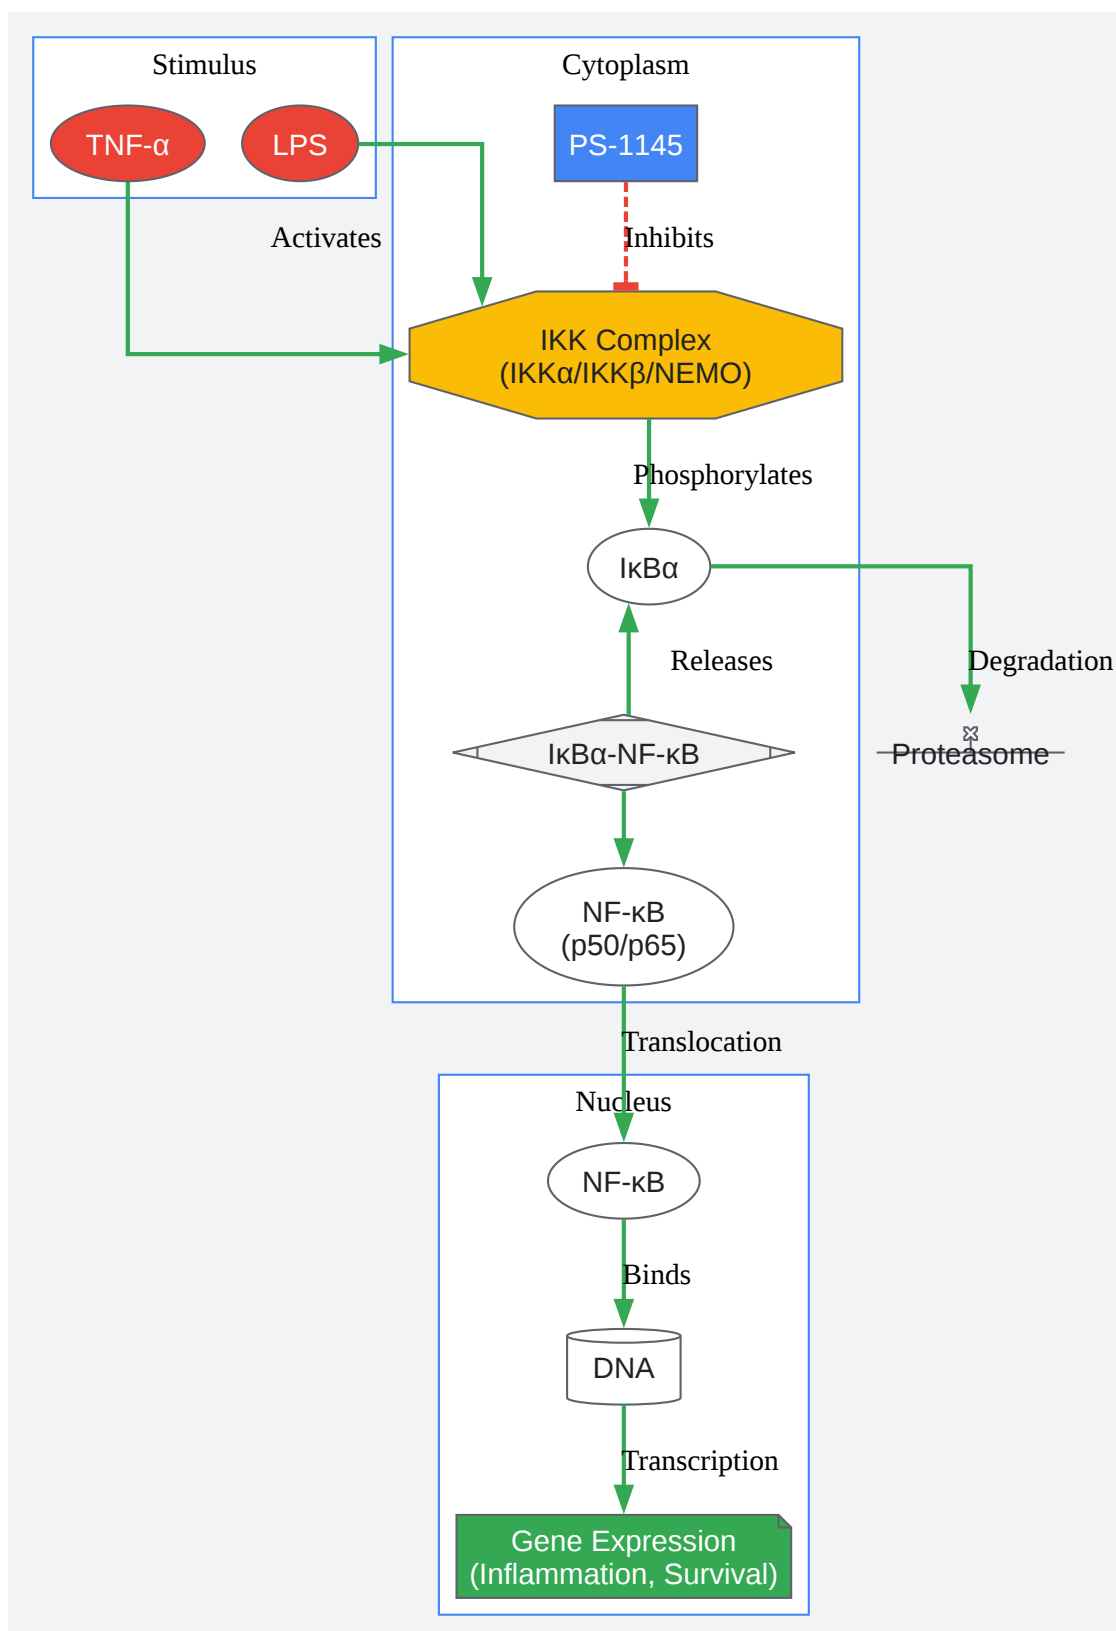 Stimulus
Cytoplasm
TNF-α
LPS
PS-1145
Activates
Inhibits
IKK Complex
(IKKα/IKKβ/NEMO)
Phosphorylates
IκBα
Releases
Degradation
IκBα-NF-κB
Proteasome
NF-κB
(p50/p65)
Translocation
Nucleus
NF-κB
Binds
DNA
Transcription
Gene Expression
(Inflammation, Survival)